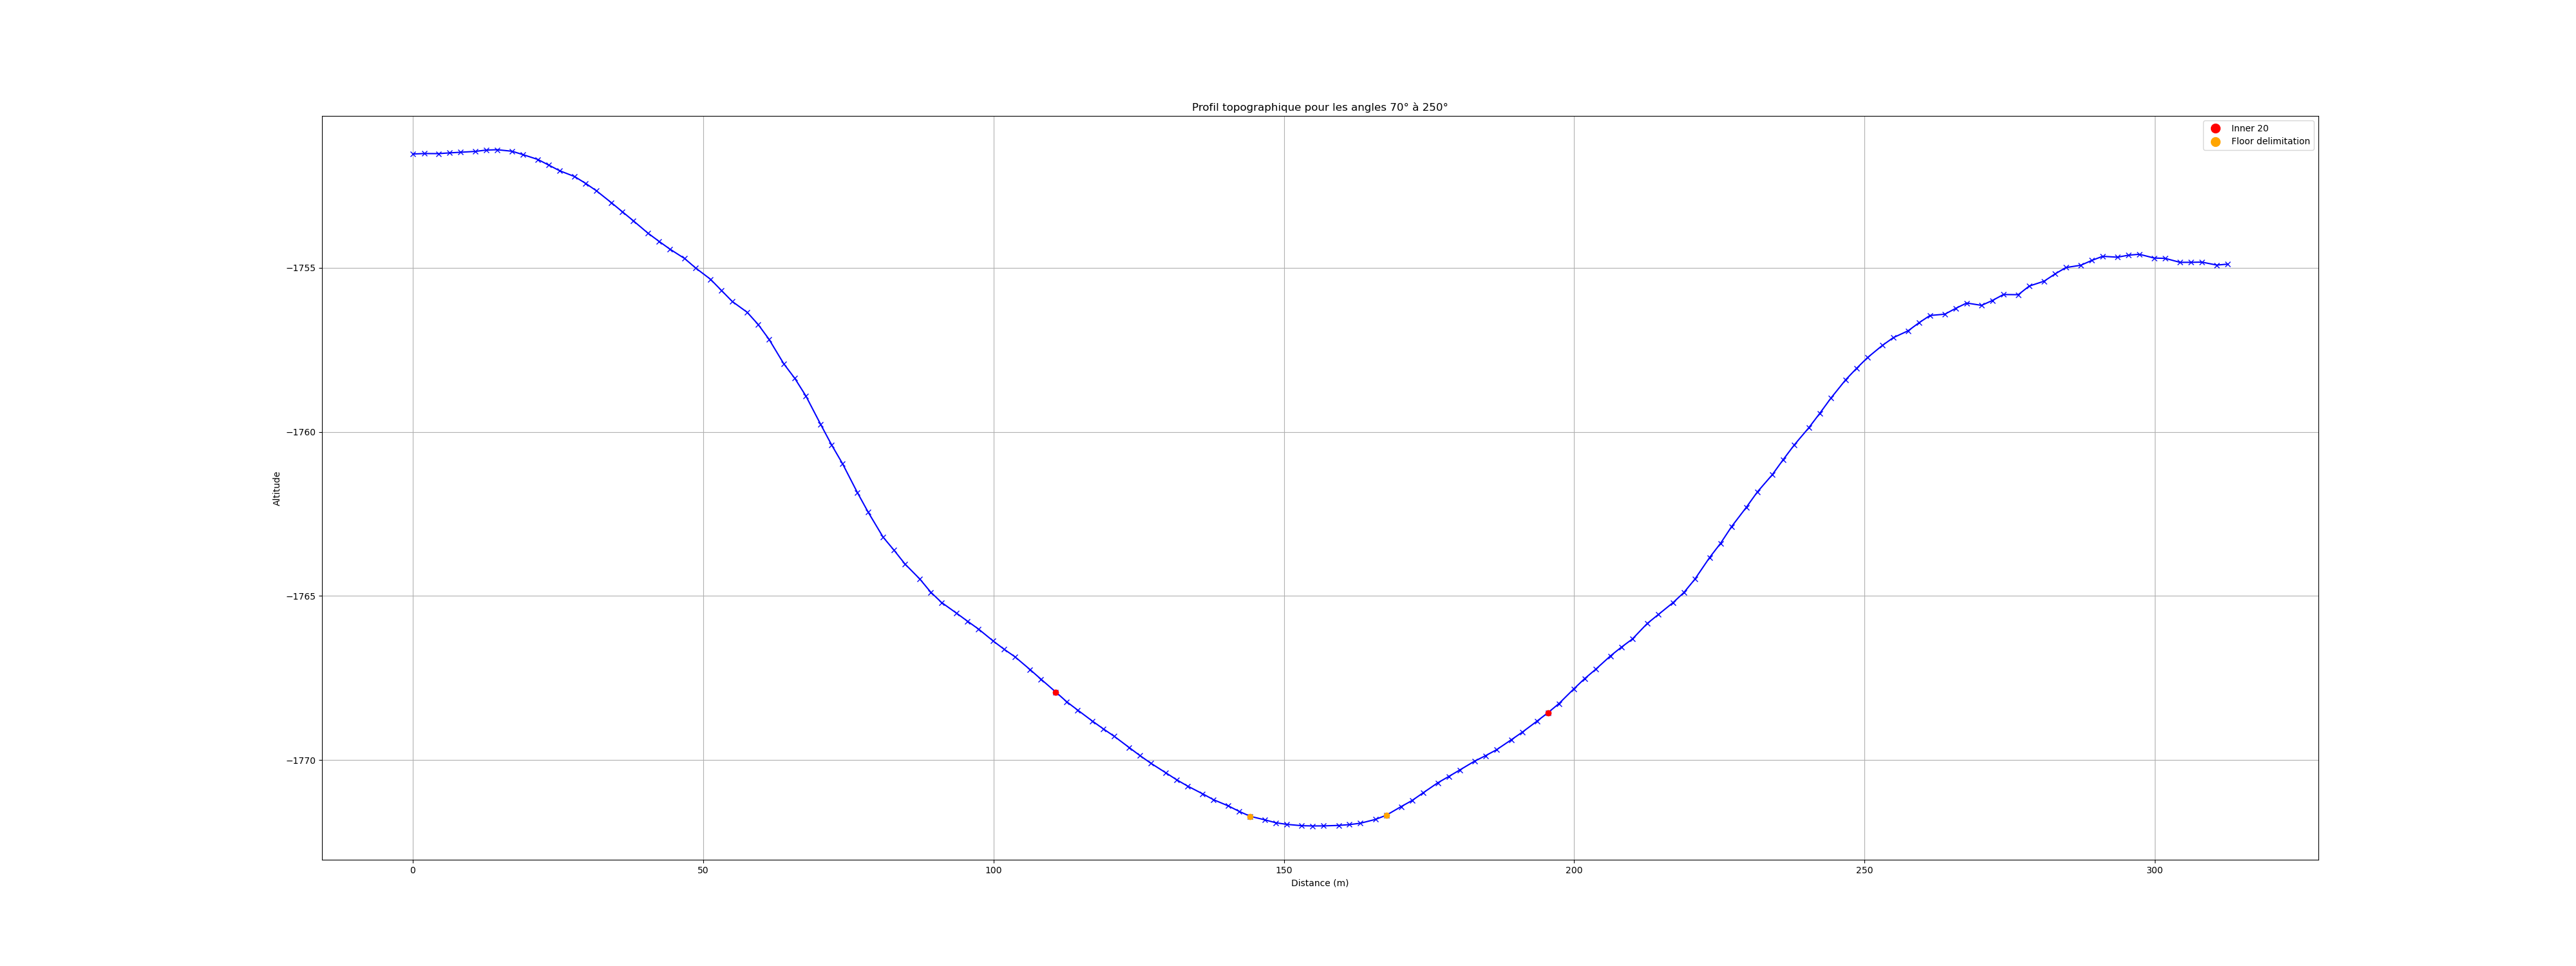 Profil topographique pour les angles 70° à 250°
Inner 20
Floor delimitation
Altitude
−1755
−1760
−1765
−1770
0 50 100 150 200 250 300
Distance (m)